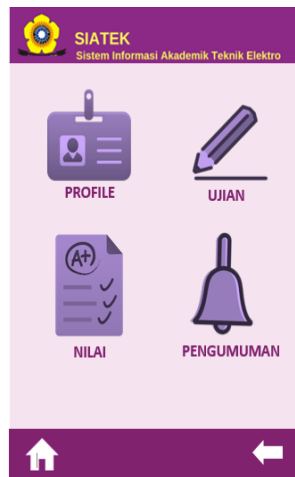 SIATEK
Sistem Informasi Akademik Teknik Elektro
PROFILE
UJIAN
A+
NILAI
PENGUMUMAN